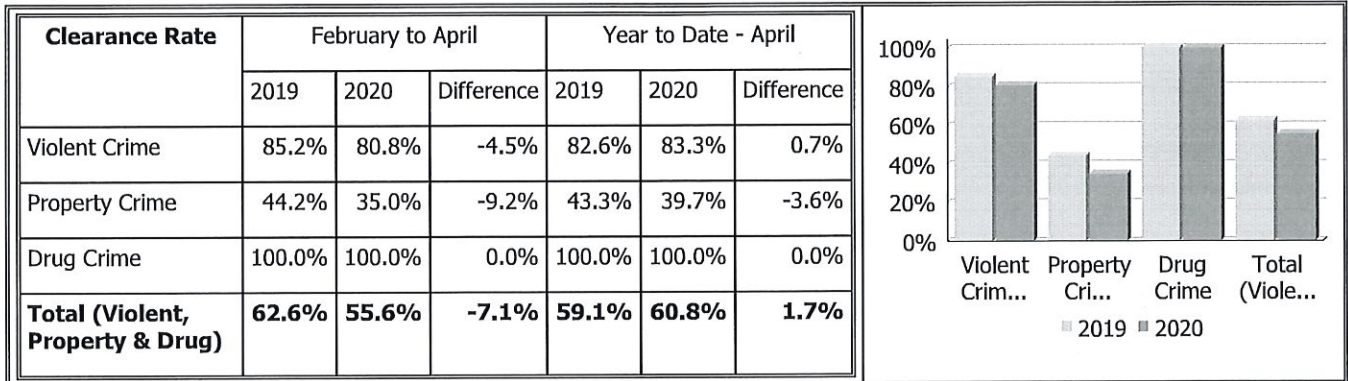 Clearance Rate February to April Year to Date - April
2019 2020 Difference 2019 2020 Difference
Violent Crime 85.2% 80.8% -4.5% 82.6% 83.3% 0.7%
Property Crime 44.2% 35.0% -9.2% 43.3% 39.7% -3.6%
Drug Crime 100.0% 100.0% 0.0% 100.0% 100.0% 0.0%
Total (Violent,
Property & Drug) 62.6% 55.6% -7.1% 59.1% 60.8% 1.7%
100%
80%
60%
40%
20%
0%
Violent Property Drug Total
Crim... Cri... Crime (Viole...
2019 2020